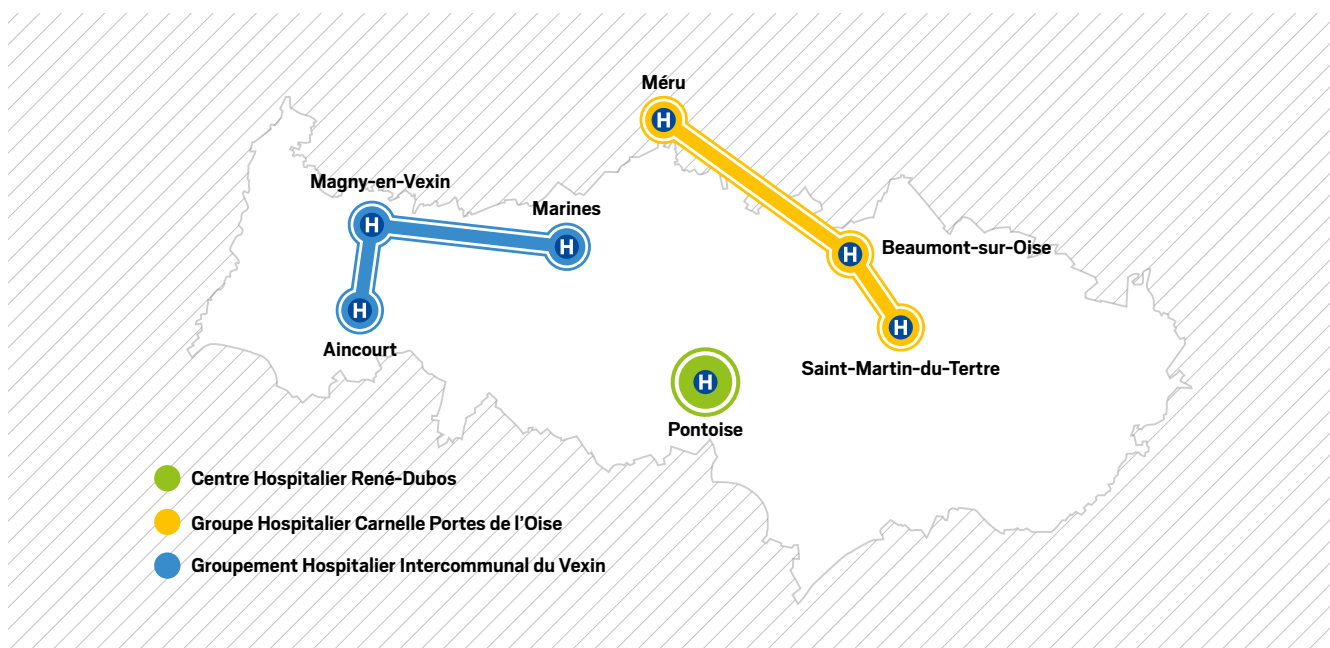 Méru
H
Magny-en-Vexin
H
Marines
H
Beaumont-sur-Oise
H
H
Aincourt
H
Saint-Martin-du-Tertre
H
Pontoise
Centre Hospitalier René-Dubos
Groupe Hospitalier Carnelle Portes de l'Oise
Groupement Hospitalier Intercommunal du Vexin